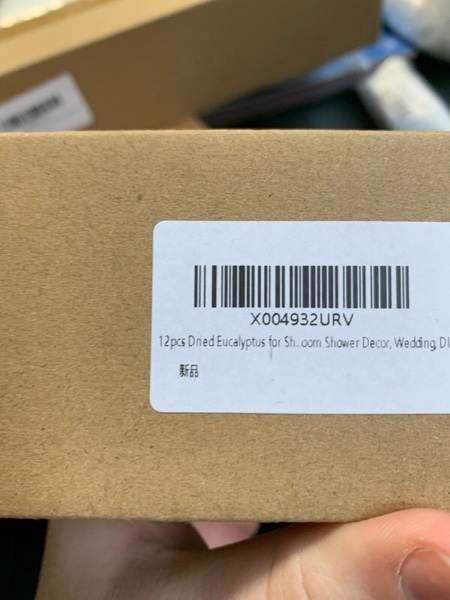 X004932URV
12pcs Dried Eucalyptus for Sh...oom Shower Decor, Wedding, DI
新品